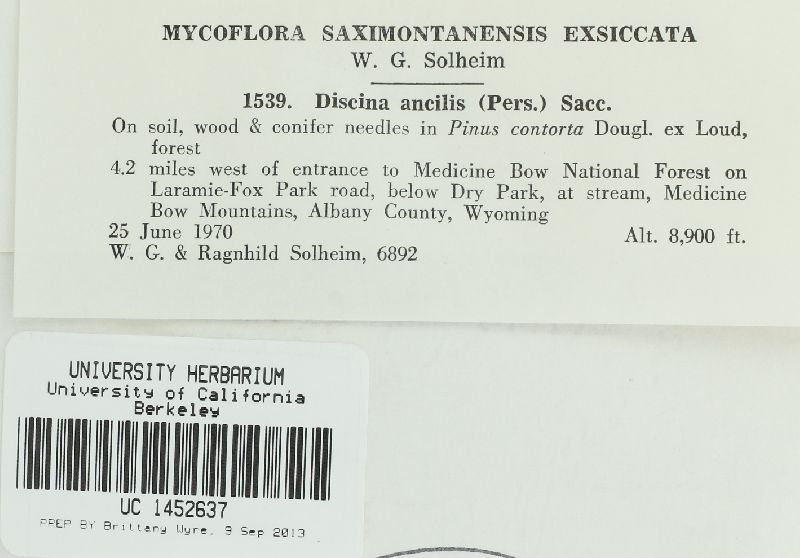 MYCOFLORA SAXIMONTANENSIS EXSICCATA
W. G. Solheim
1539. Discina ancilis (Pers.) Sacc.
On soil, wood & conifer needles in Pinus contorta Dougl. ex Loud,
forest
4.2 miles west of entrance to Medicine Bow National Forest on
Laramie-Fox Park road, below Dry Park, at stream, Medicine
Bow Mountains, Albany County, Wyoming
25 June 1970 Alt. 8,900 ft.
W. G. & Ragnhild Solheim, 6892
UNIVERSITY HERBARIUM
University of California
Berkeley
UC 1452637
PREP BY Brittany Wyre, 9 Sep 2013